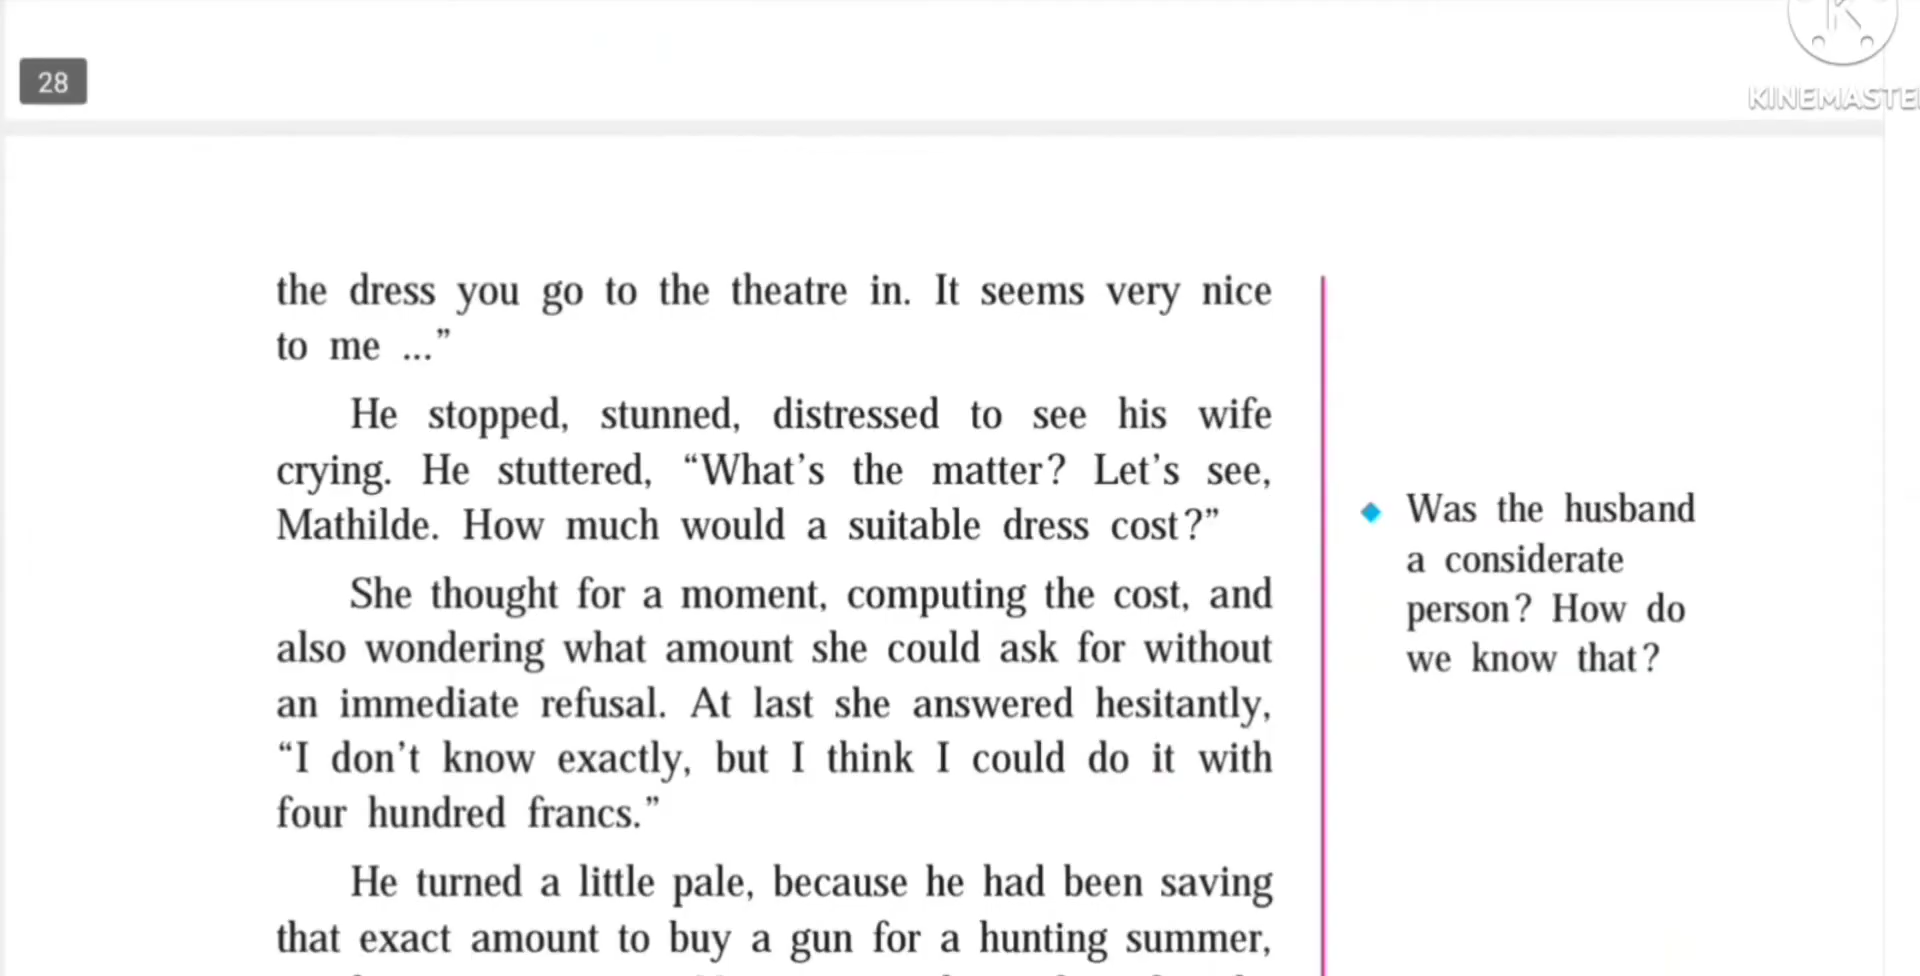 28
KINEMASTE
the dress you go to the theatre in. It seems very nice
to me ...”
He stopped, stunned, distressed to see his wife
crying. He stuttered, “What’s the matter? Let’s see,
Mathilde. How much would a suitable dress cost?”
She thought for a moment, computing the cost, and
also wondering what amount she could ask for without
an immediate refusal. At last she answered hesitantly,
“I don’t know exactly, but I think I could do it with
four hundred francs.”
He turned a little pale, because he had been saving
that exact amount to buy a gun for a hunting summer,
Was the husband
a considerate
person? How do
we know that?